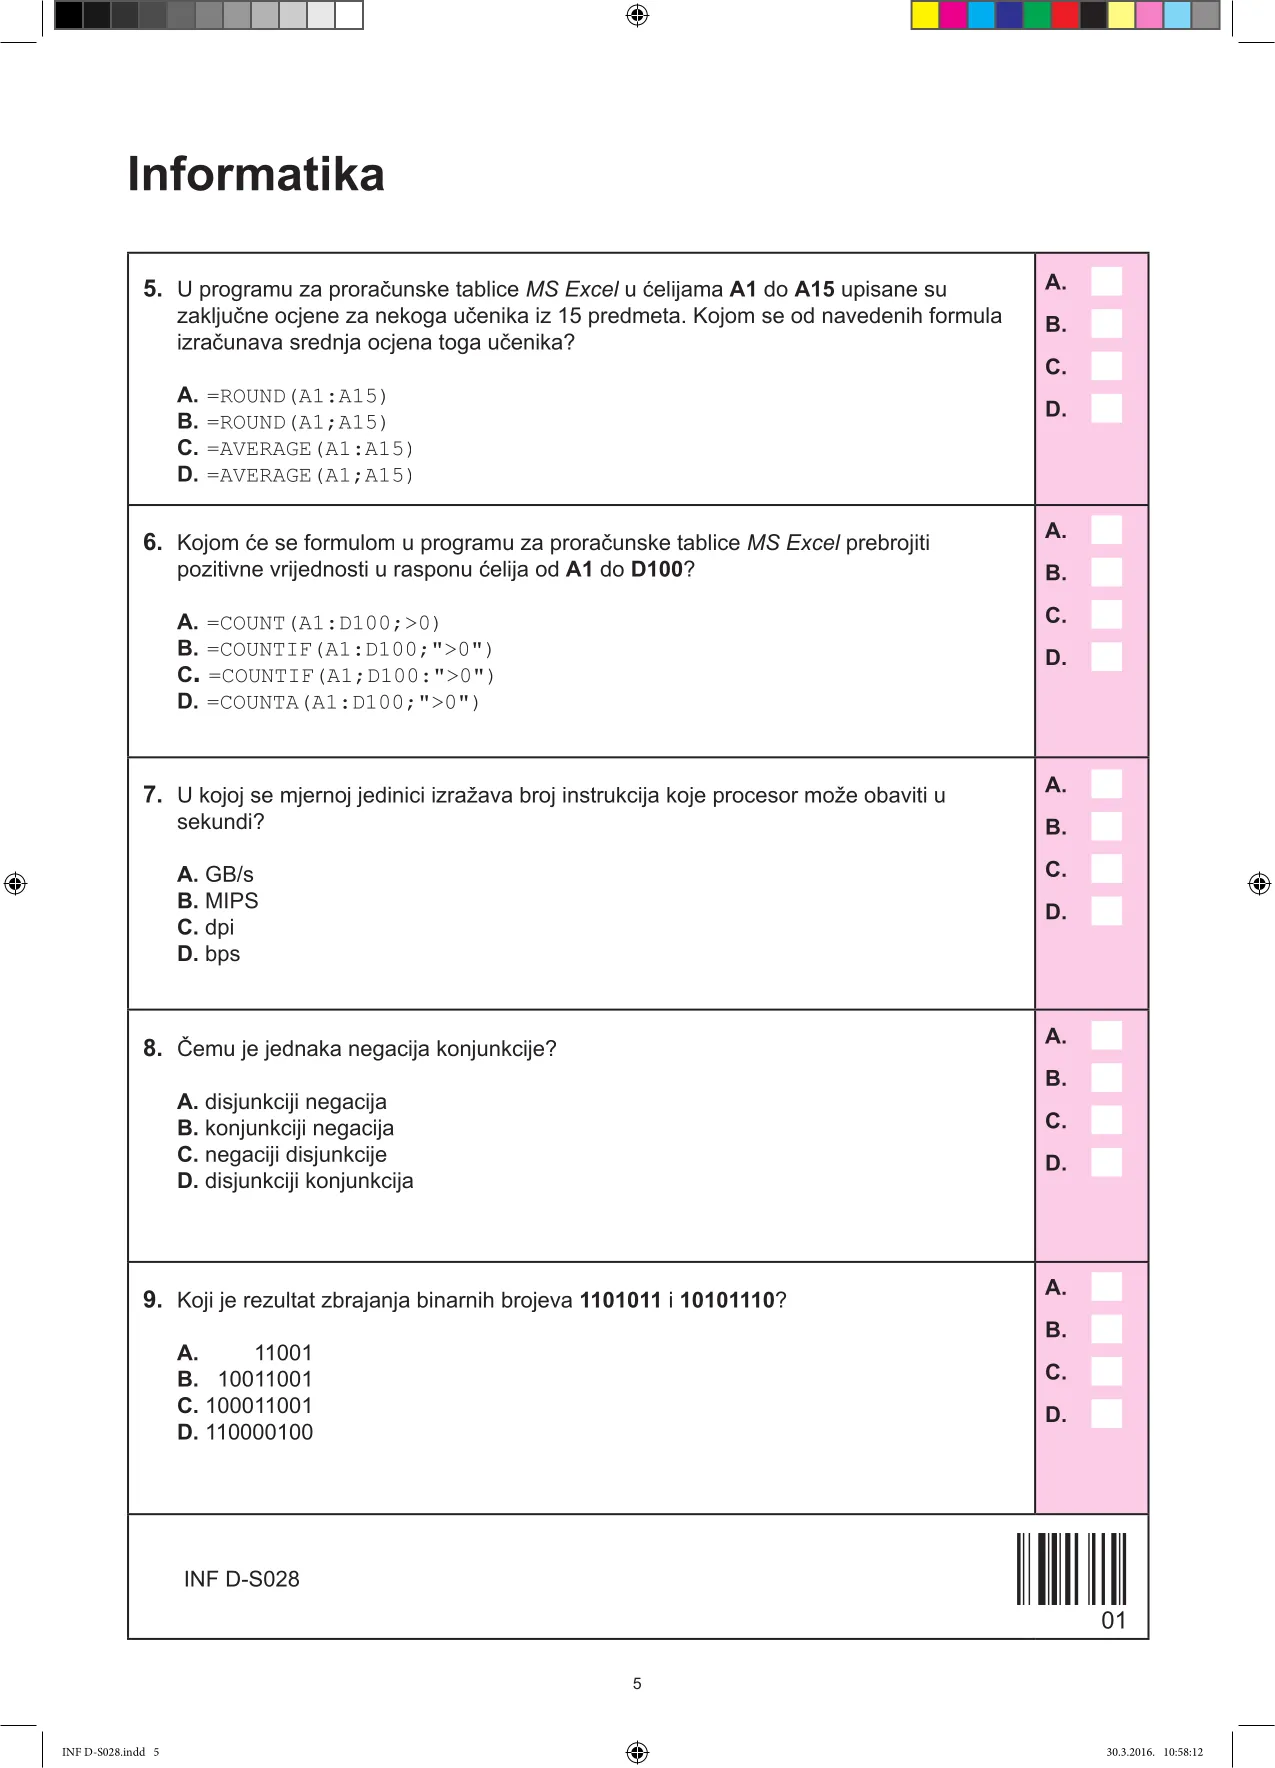 Informatika
5. U programu za proračunske tablice MS Excel u ćelijama A1 do A15 upisane su
zaključne ocjene za nekoga učenika iz 15 predmeta. Kojom se od navedenih formula
izračunava srednja ocjena toga učenika?
A. =ROUND(A1:A15)
B. =ROUND(A1;A15)
C. =AVERAGE(A1:A15)
D. =AVERAGE(A1;A15)
A.
B.
C.
D.
6. Kojom će se formulom u programu za proračunske tablice MS Excel prebrojiti
pozitivne vrijednosti u rasponu ćelija od A1 do D100?
A. =COUNT(A1:D100;>0)
B. =COUNTIF(A1:D100;">0")
C. =COUNTIF(A1;D100:">0")
D. =COUNTA(A1:D100;">0")
A.
B.
C.
D.
7. U kojoj se mjernoj jedinici izražava broj instrukcija koje procesor može obaviti u
sekundi?
A. GB/s
B. MIPS
C. dpi
D. bps
A.
B.
C.
D.
8. Čemu je jednaka negacija konjunkcije?
A. disjunkciji negacija
B. konjunkciji negacija
C. negaciji disjunkcije
D. disjunkciji konjunkcija
A.
B.
C.
D.
9. Koji je rezultat zbrajanja binarnih brojeva 1101011 i 10101110?
A. 11001
B. 10011001
C. 100011001
D. 110000100
A.
B.
C.
D.
INF D-S028
01
5
INF D-S028.indd 5
30.3.2016. 10:58:12